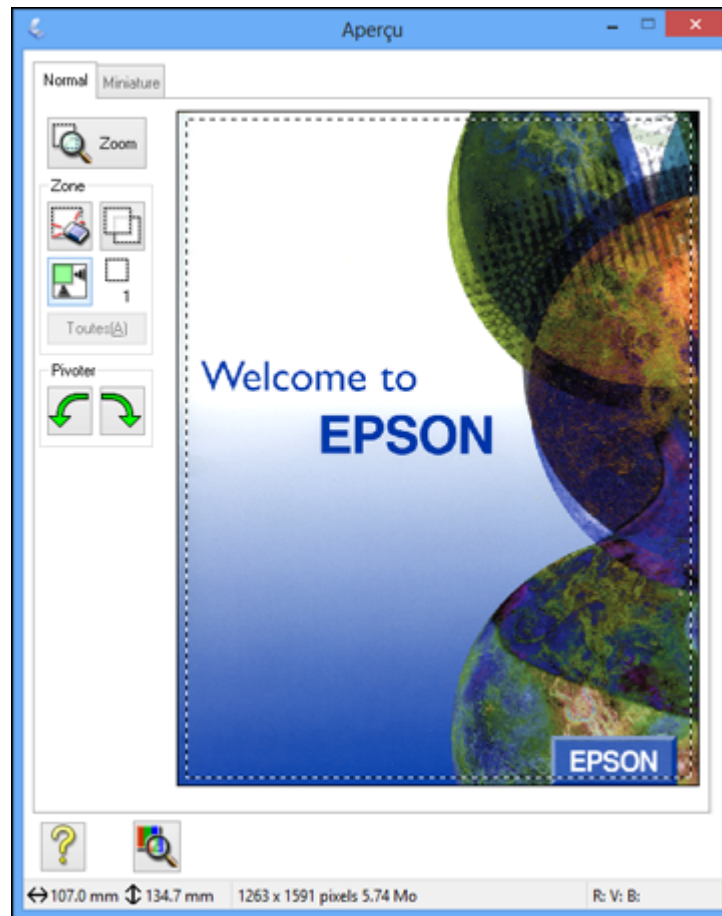 Aperçu
Normal
Miniature
Zoom
Zone
1
Toutes(A)
Pivoter
Welcome to
EPSON
EPSON
107.0 mm 134.7 mm 1263 x 1591 pixels 5.74 Mo R: V: B: